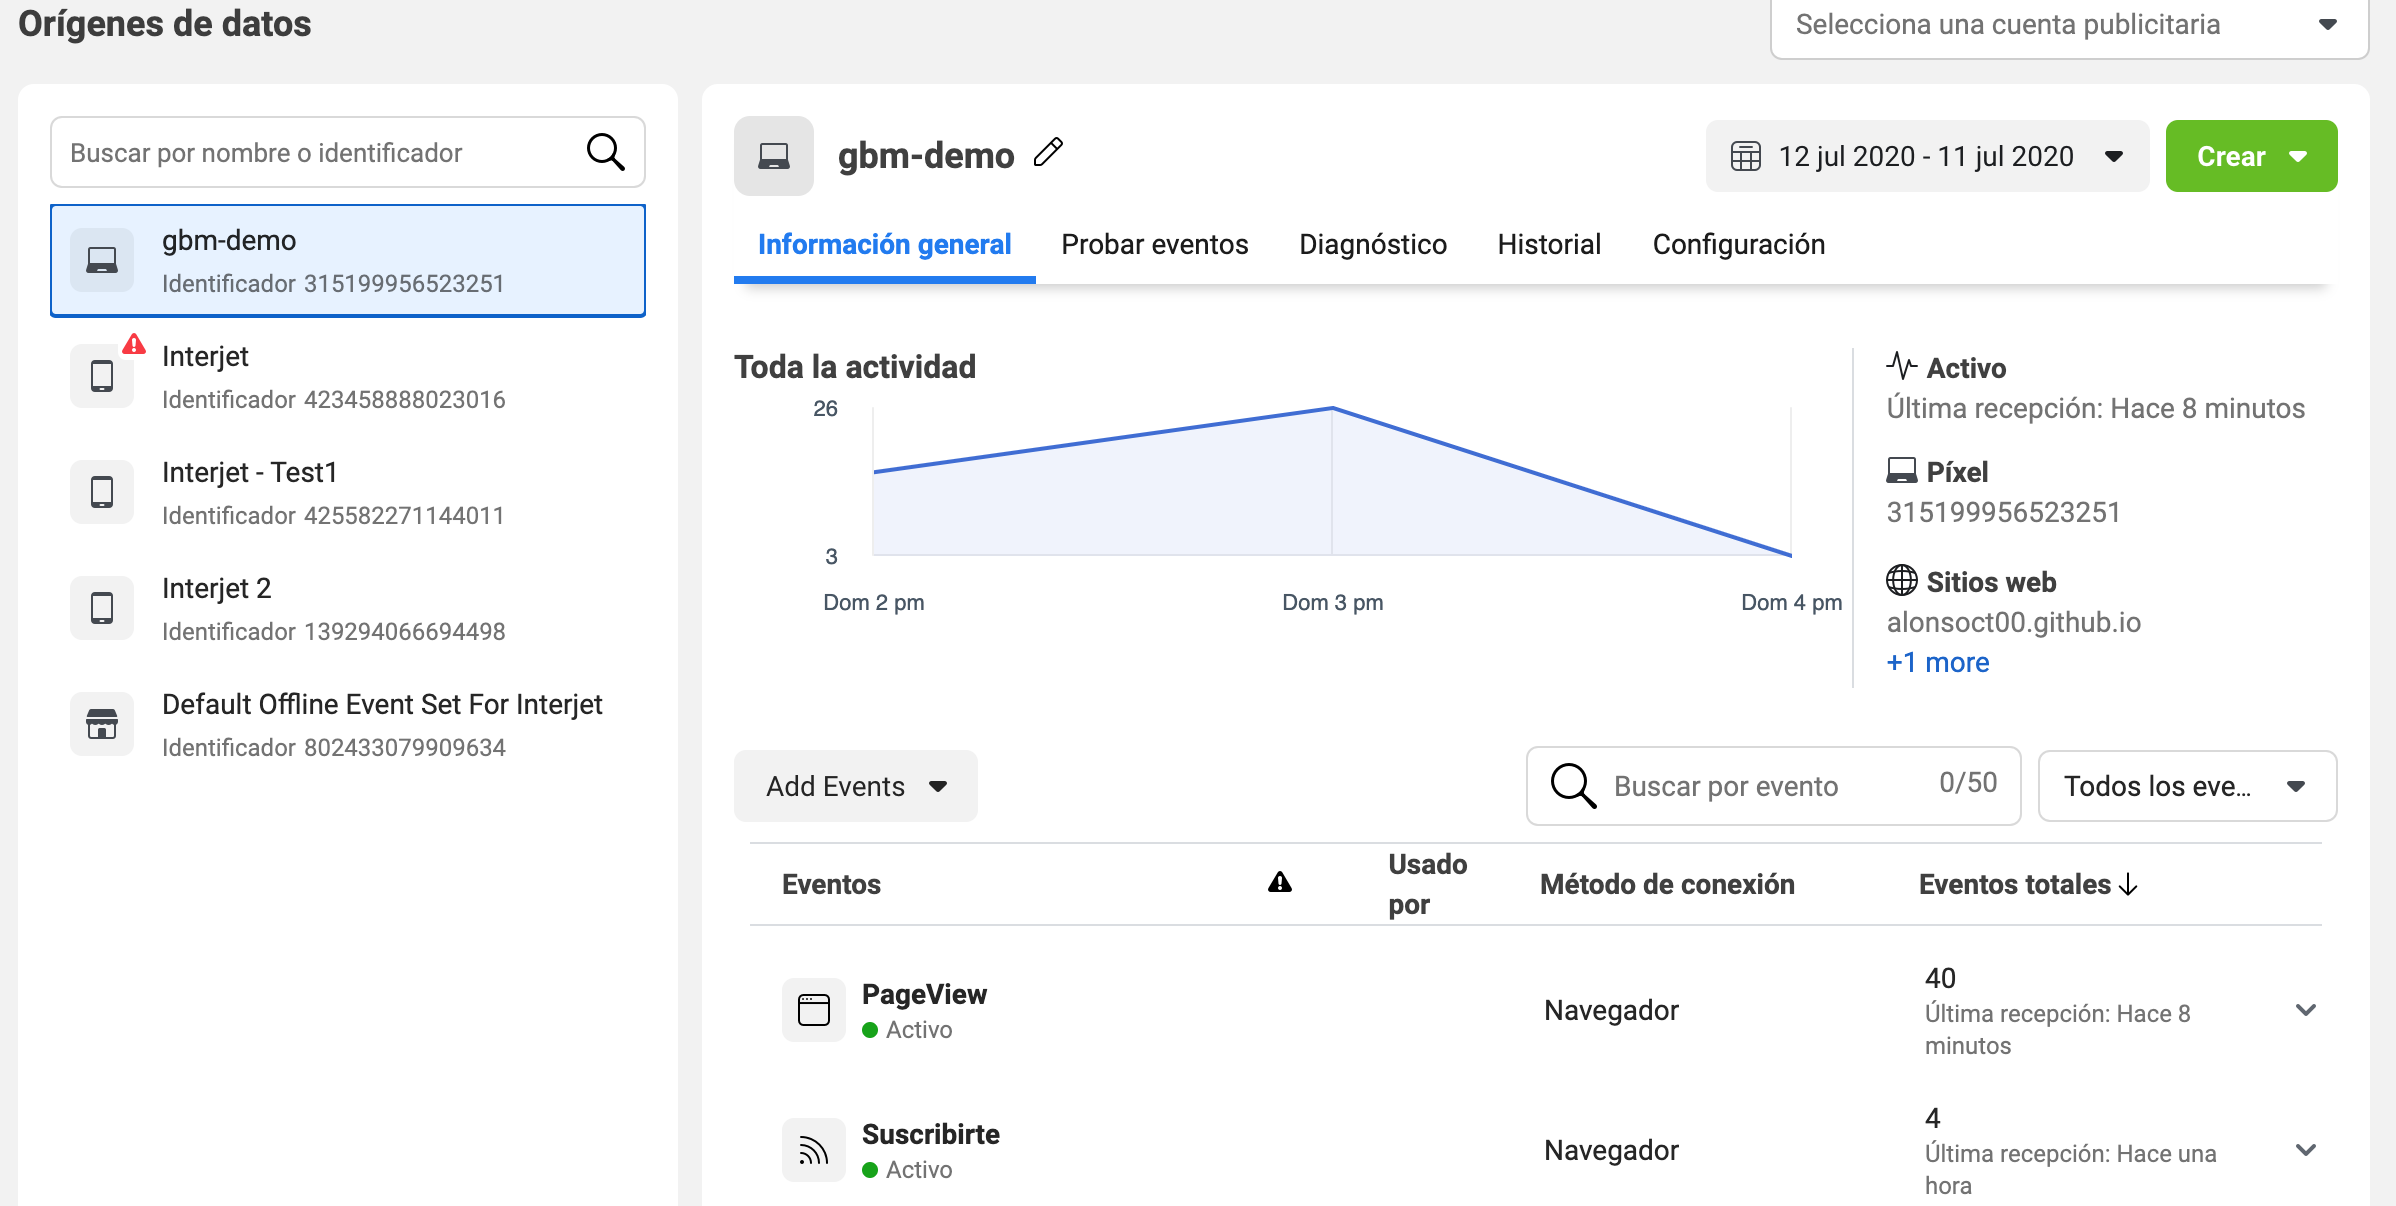 Orígenes de datos
Selecciona una cuenta publicitaria
Buscar por nombre o identificador
gbm-demo
Identificador 315199956523251
Interjet
Identificador 423458888023016
Interjet - Test1
Identificador 425582271144011
Interjet 2
Identificador 139294066694498
Default Offline Event Set For Interjet
Identificador 802433079909634
gbm-demo
12 jul 2020 - 11 jul 2020
Crear
Información general
Probar eventos
Diagnóstico
Historial
Configuración
Toda la actividad
26
3
Dom 2 pm
Dom 3 pm
Dom 4 pm
Activo
Última recepción: Hace 8 minutos
Píxel
315199956523251
Sitios web
alonsoct00.github.io
+1 more
Add Events
Buscar por evento
0/50
Todos los eve...
Eventos
Usado
por
Método de conexión
Eventos totales
PageView
Activo
Navegador
40
Última recepción: Hace 8
minutos
Suscribirte
Activo
Navegador
4
Última recepción: Hace una
hora